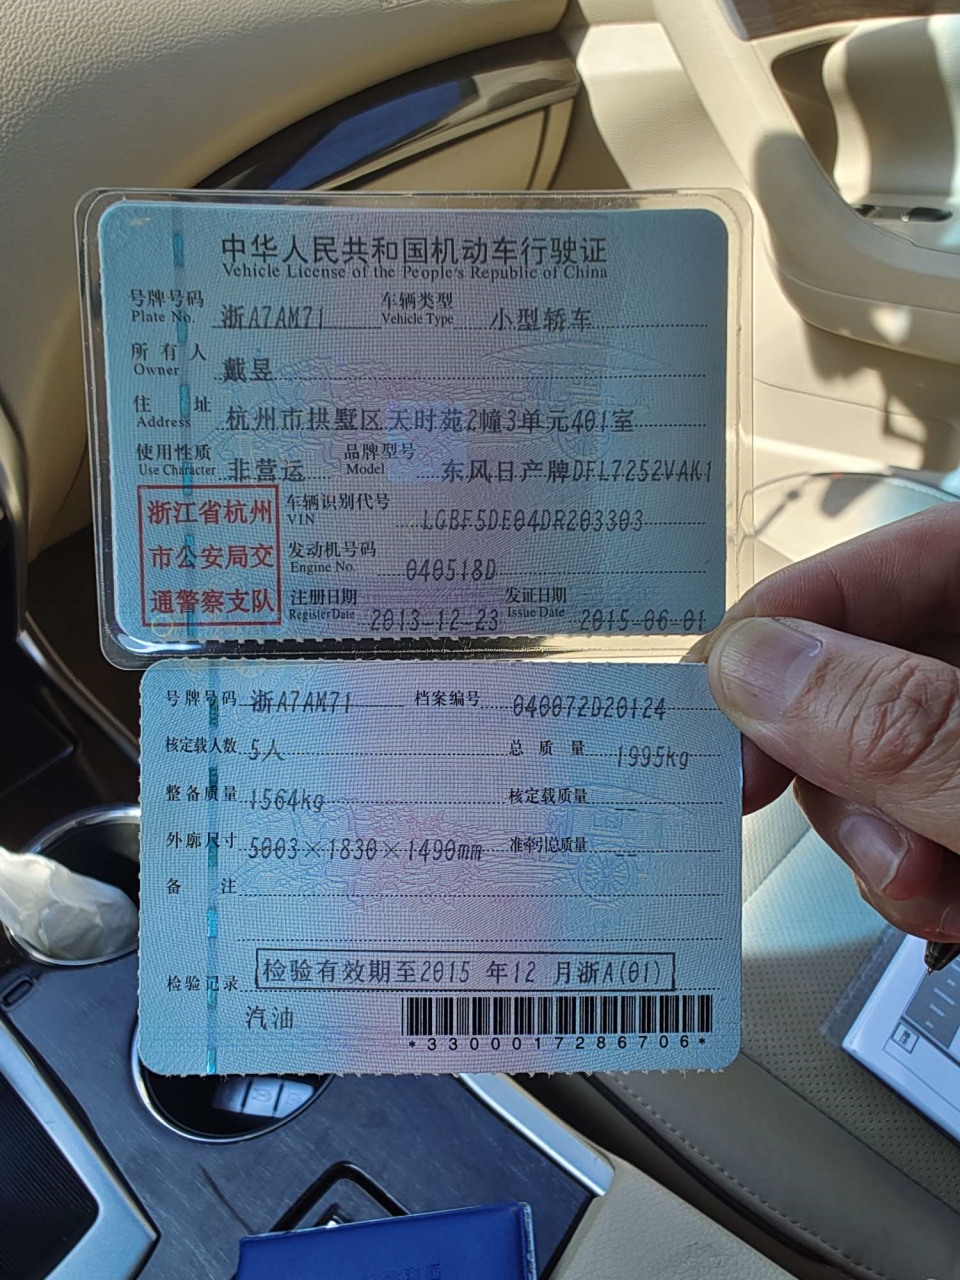 中华人民共和国机动车行驶证
Vehicle License of the People's Republic of China
号牌号码 Plate No. 浙A7AM71 车辆类型 Vehicle Type 小型轿车
所有人 Owner 戴昱
住址 Address 杭州市拱墅区天时苑2幢3单元401室
使用性质 Use Character 非营运 品牌型号 Model 东风日产牌DFL7252VAK1
浙江省杭州市公安局交通警察支队
车辆识别代号 VIN LGBF5DE04DR203303
发动机号码 Engine No. 040518D
注册日期 Register Date 2013-12-23 发证日期 Issue Date 2015-06-01
号牌号码 浙A7AM71 档案编号 040072D20124
核定载人数 5人 总质量 1995kg
整备质量 1564kg 核定载质量 --
外廓尺寸 5003×1830×1490mm 准牵引总质量 --
备注
检验记录 检验有效期至2015 年12 月浙A(01)
汽油
*3300017286706*